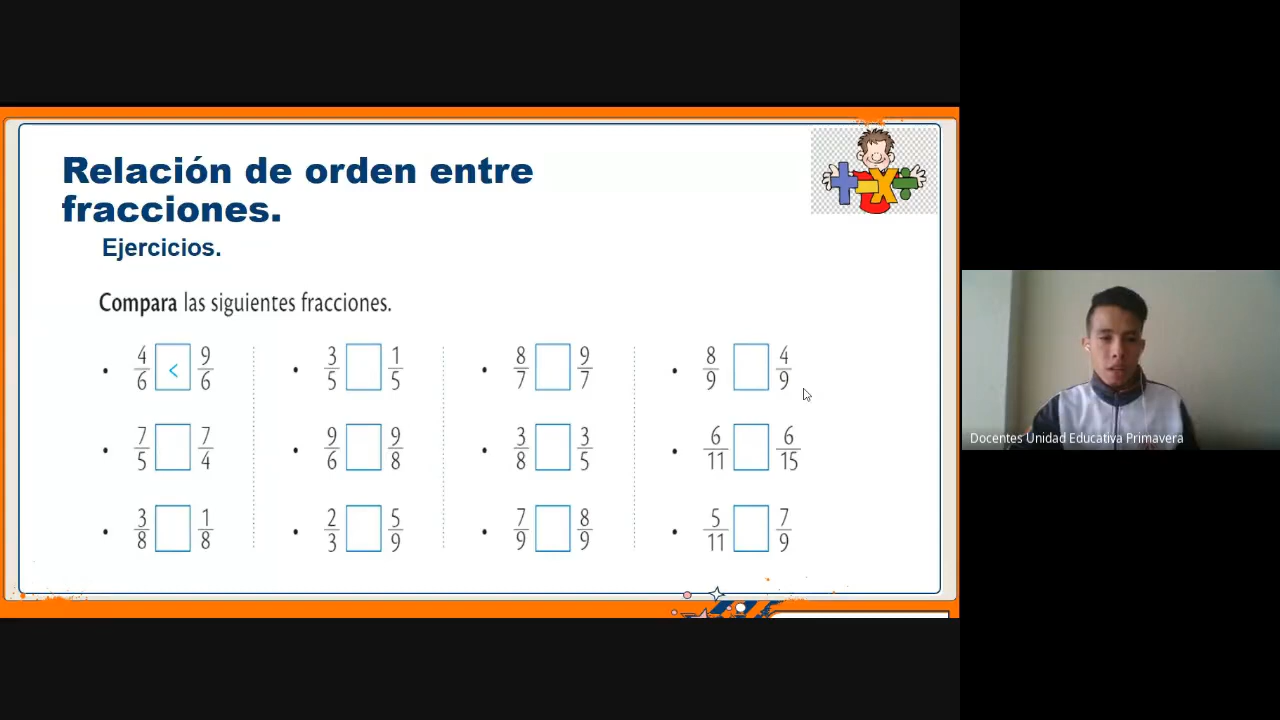 Relación de orden entre
fracciones.
Ejercicios.
Compara las siguientes fracciones.
• 4/6 < 9/6 • 3/5 1/5 • 8/7 9/7 • 8/9 4/9
• 7/5 7/4 • 9/6 9/8 • 3/8 3/5 • 6/11 6/15
• 3/8 1/8 • 2/3 5/9 • 7/9 8/9 • 5/11 7/9
Docentes Unidad Educativa Primavera